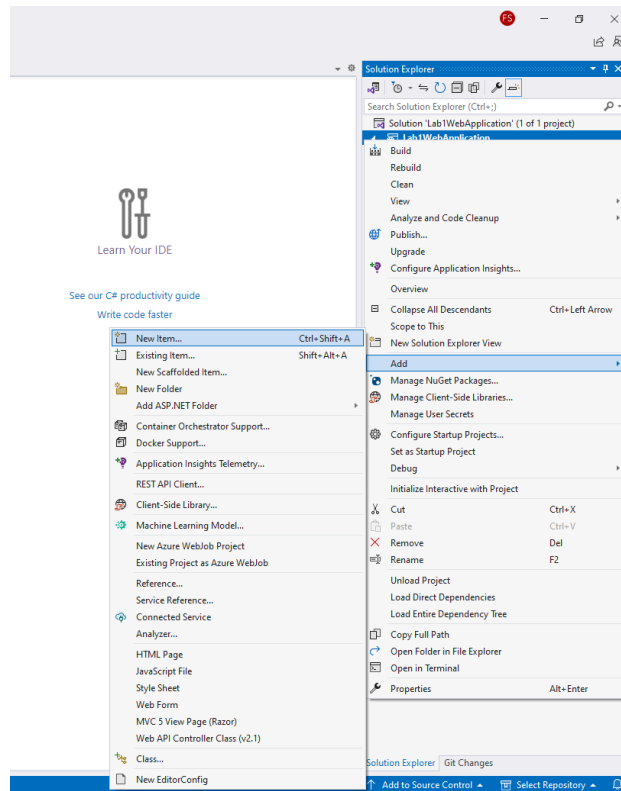 FS
Solution Explorer
Search Solution Explorer (Ctrl+;)
Solution 'Lab1WebApplication' (1 of 1 project)
Lab1WebApplication
Build
Rebuild
Clean
View
Analyze and Code Cleanup
Publish...
Upgrade
Configure Application Insights...
Overview
Collapse All Descendants Ctrl+Left Arrow
Scope to This
New Solution Explorer View
Add
Manage NuGet Packages...
Manage Client-Side Libraries...
Manage User Secrets
Configure Startup Projects...
Set as Startup Project
Debug
Initialize Interactive with Project
Cut Ctrl+X
Paste Ctrl+V
Remove Del
Rename F2
Unload Project
Load Direct Dependencies
Load Entire Dependency Tree
Copy Full Path
Open Folder in File Explorer
Open in Terminal
Properties Alt+Enter
Learn Your IDE
See our C# productivity guide
Write code faster
New Item... Ctrl+Shift+A
Existing Item... Shift+Alt+A
New Scaffolded Item...
New Folder
Add ASP.NET Folder
Container Orchestrator Support...
Docker Support...
Application Insights Telemetry...
REST API Client...
Client-Side Library...
Machine Learning Model...
New Azure WebJob Project
Existing Project as Azure WebJob
Reference...
Service Reference...
Connected Service
Analyzer...
HTML Page
JavaScript File
Style Sheet
Web Form
MVC 5 View Page (Razor)
Web API Controller Class (v2.1)
Class...
New EditorConfig
Solution Explorer Git Changes
Add to Source Control Select Repository